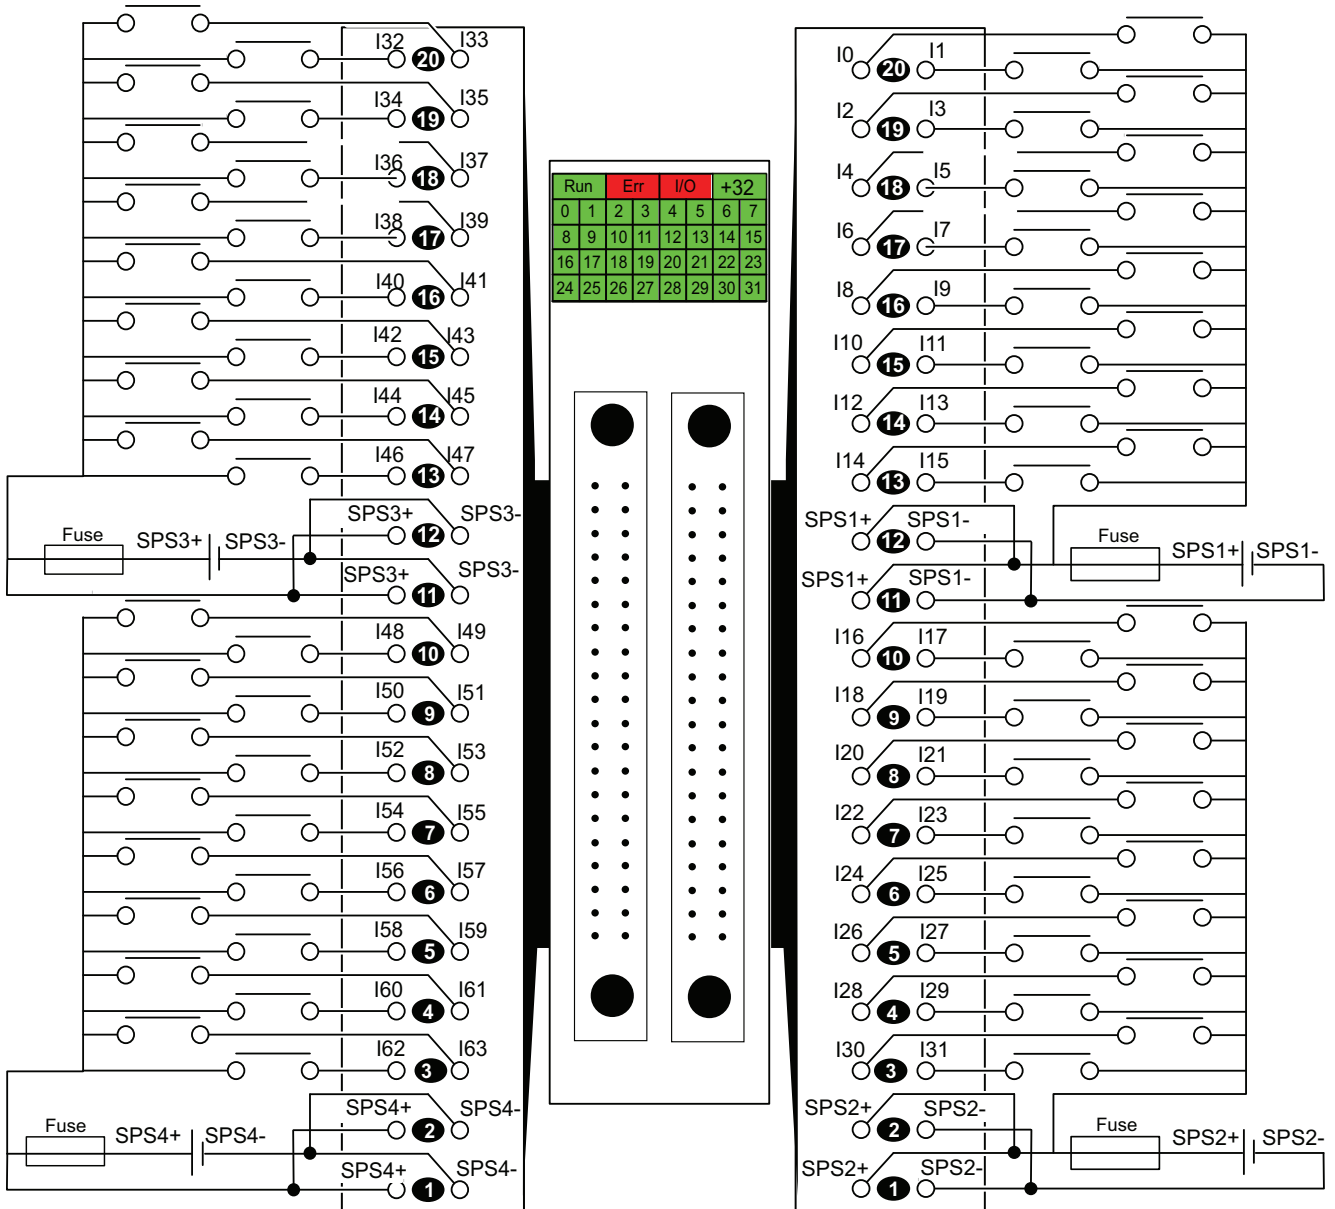 I32 20 I33
I34 19 I35
I36 18 I37
I38 17 I39
I40 16 I41
I42 15 I43
I44 14 I45
I46 13 I47
SPS3+ 12 SPS3-
Fuse SPS3+ SPS3-
SPS3+ 11 SPS3-
I48 10 I49
I50 9 I51
I52 8 I53
I54 7 I55
I56 6 I57
I58 5 I59
I60 4 I61
I62 3 I63
SPS4+ 2 SPS4-
Fuse SPS4+ SPS4-
SPS4+ 1 SPS4-
Run Err I/O +32
0 1 2 3 4 5 6 7
8 9 10 11 12 13 14 15
16 17 18 19 20 21 22 23
24 25 26 27 28 29 30 31
I0 20 I1
I2 19 I3
I4 18 I5
I6 17 I7
I8 16 I9
I10 15 I11
I12 14 I13
I14 13 I15
SPS1+ 12 SPS1-
Fuse SPS1+ SPS1-
SPS1+ 11 SPS1-
I16 10 I17
I18 9 I19
I20 8 I21
I22 7 I23
I24 6 I25
I26 5 I27
I28 4 I29
I30 3 I31
SPS2+ 2 SPS2-
Fuse SPS2+ SPS2-
SPS2+ 1 SPS2-